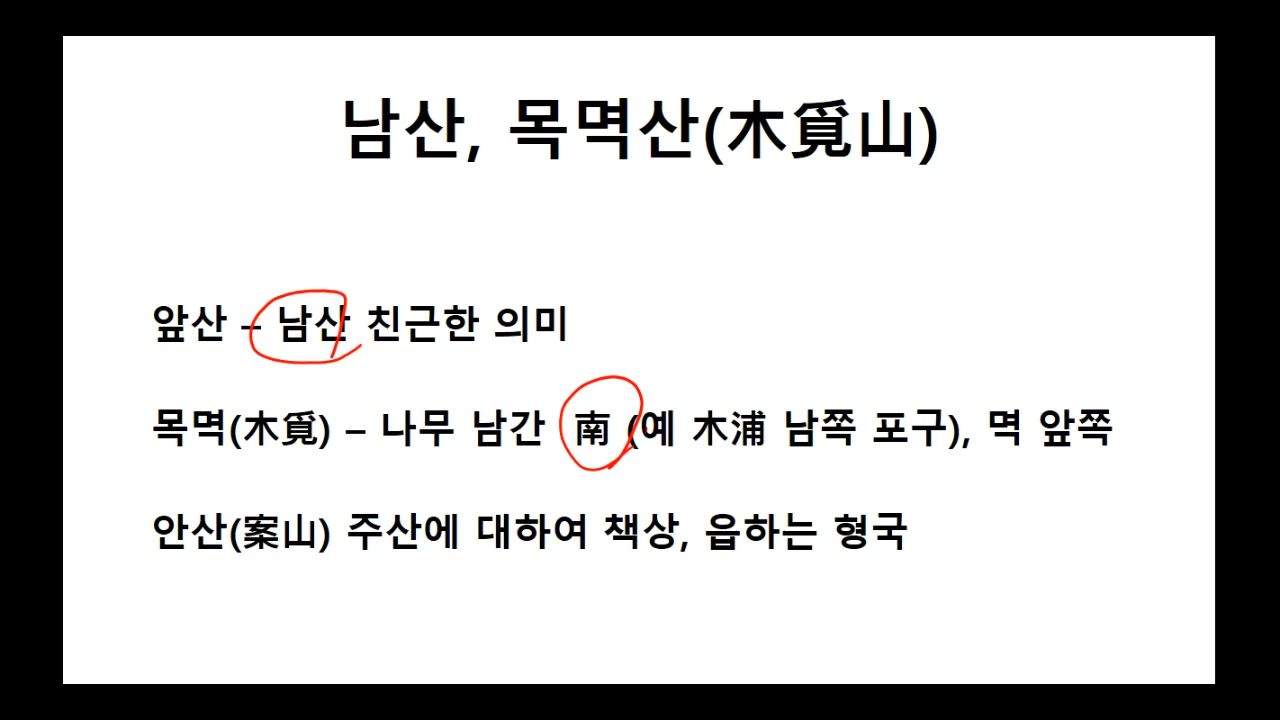 남산, 목멱산(木覓山)
앞산 – 남산 친근한 의미
목멱(木覓) – 나무 남간 南 (예 木浦 남쪽 포구), 멱 앞쪽
안산(案山) 주산에 대하여 책상, 읍하는 형국